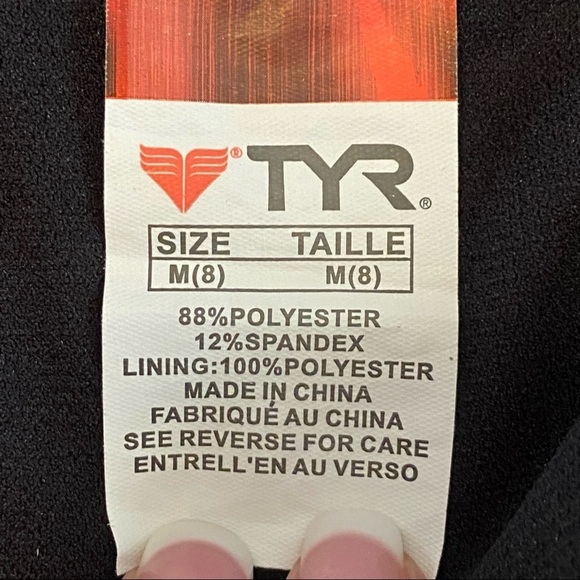 ® TYR®
SIZE TAILLE
M(8) M(8)
88%POLYESTER
12%SPANDEX
LINING:100%POLYESTER
MADE IN CHINA
FABRIQUÉ AU CHINA
SEE REVERSE FOR CARE
ENTRELL'EN AU VERSO